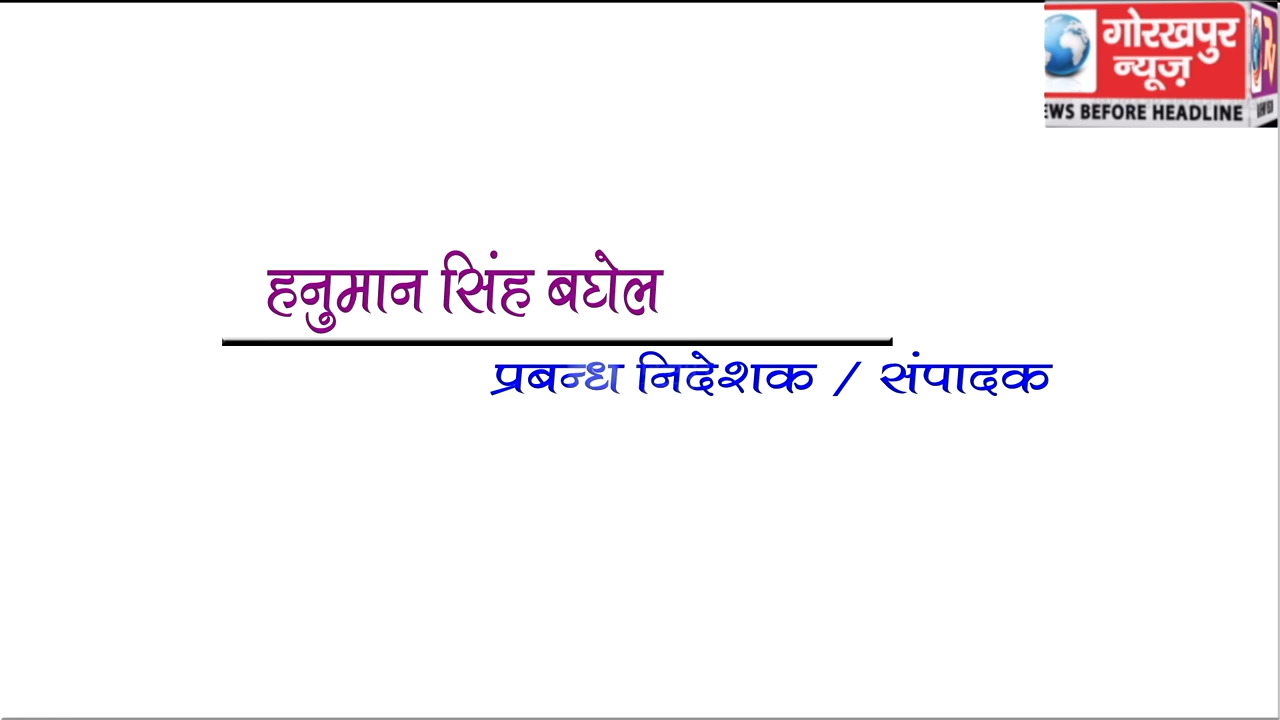 गोरखपुर
न्यूज़
EWS BEFORE HEADLINE
हनुमान सिंह बघेल
प्रबन्ध निदेशक / संपादक